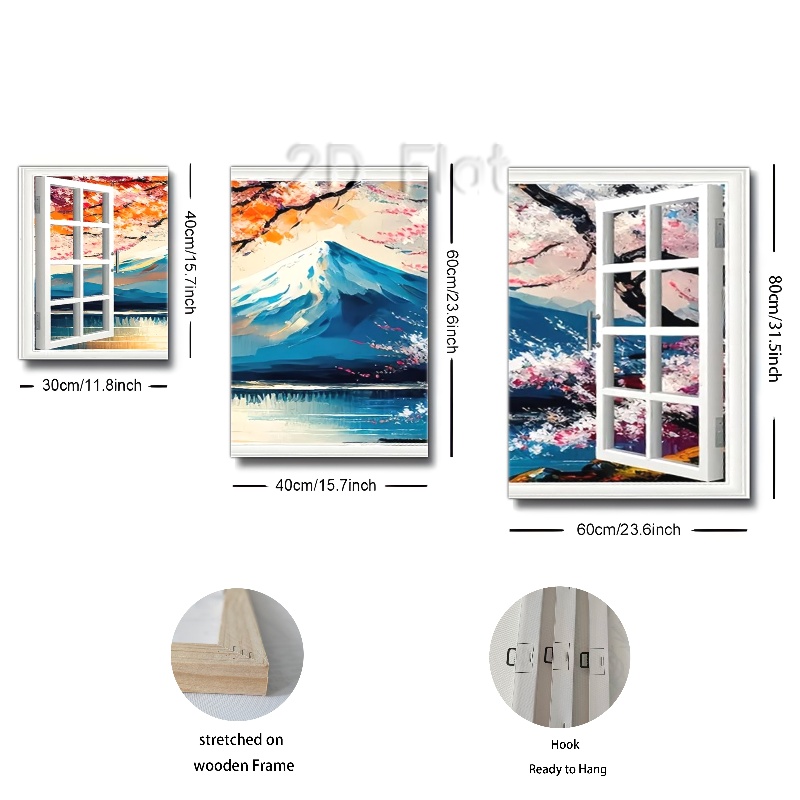 2D Flat
40cm/15.7inch
60cm/23.6inch
80cm/31.5inch
30cm/11.8inch
40cm/15.7inch
60cm/23.6inch
stretched on
wooden Frame
Hook
Ready to Hang